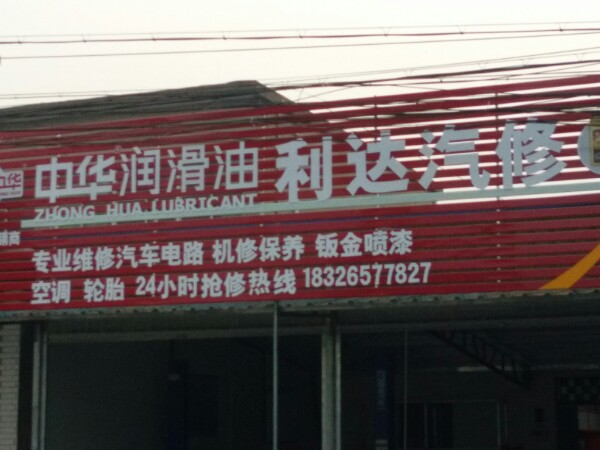 中华润滑油 利达汽修
ZHONG HUA LUBRICANT
专业维修汽车电路 机修保养 钣金喷漆
空调 轮胎 24小时抢修热线 18326577827